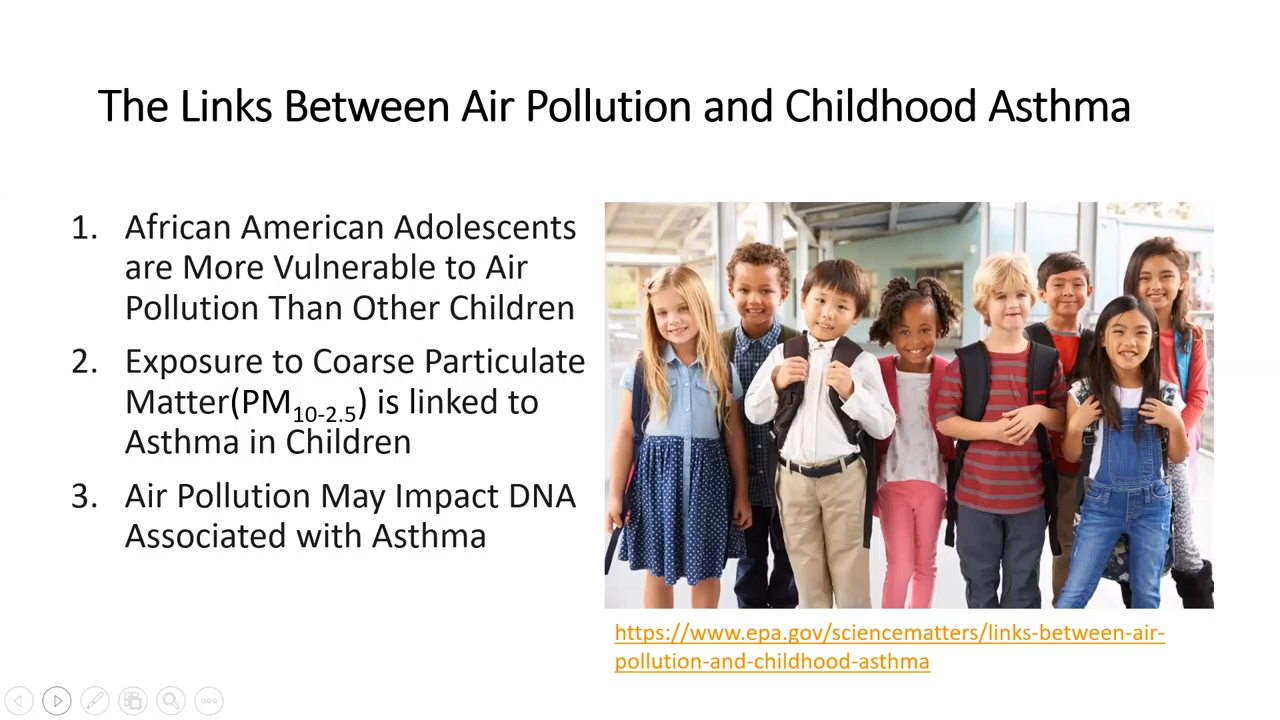 The Links Between Air Pollution and Childhood Asthma
1. African American Adolescents
are More Vulnerable to Air
Pollution Than Other Children
2. Exposure to Coarse Particulate
Matter(PM10-2.5) is linked to
Asthma in Children
3. Air Pollution May Impact DNA
Associated with Asthma
https://www.epa.gov/sciencematters/links-between-air-
pollution-and-childhood-asthma